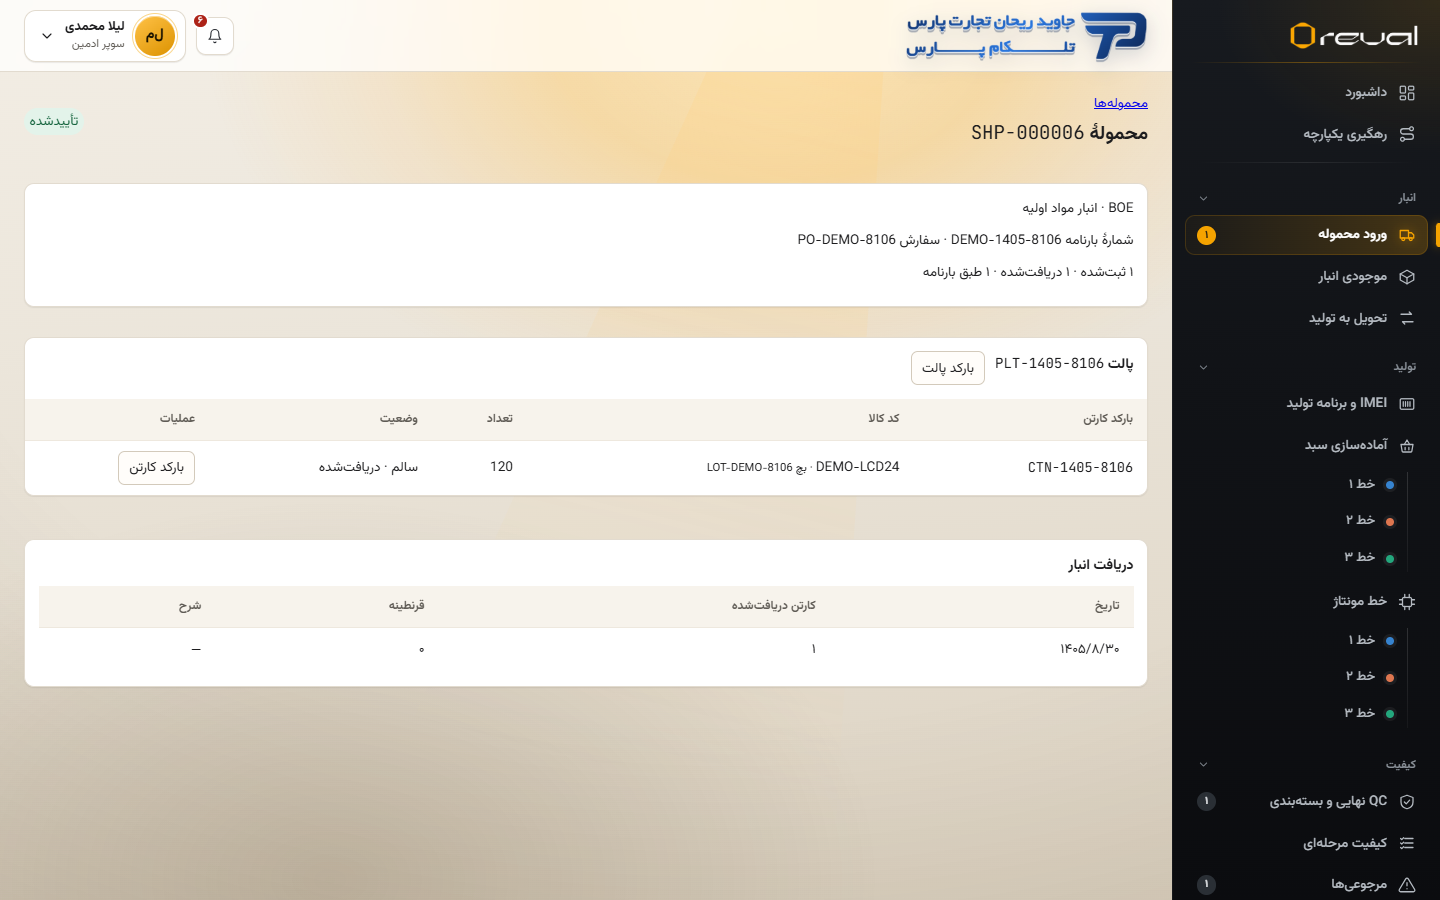 reval
داشبورد
رهگیری یکپارچه
انبار
ورود محموله
۱
موجودی انبار
تحویل به تولید
تولید
IMEI و برنامه تولید
آماده‌سازی سبد
خط ۱
خط ۲
خط ۳
خط مونتاژ
خط ۱
خط ۲
خط ۳
کیفیت
QC نهایی و بسته‌بندی
۱
کیفیت مرحله‌ای
مرجوعی‌ها
۱
جاوید ریحان تجارت پارس
تلـکام پـارس
۶
ل‌م
لیلا محمدی
سوپر ادمین
محموله‌ها
محمولهٔ SHP-000006
تأییدشده
BOE · انبار مواد اولیه
شمارهٔ بارنامه DEMO-1405-8106 · سفارش PO-DEMO-8106
۱ ثبت‌شده · ۱ دریافت‌شده · ۱ طبق بارنامه
پالت PLT-1405-8106
بارکد پالت
بارکد کارتن
کد کالا
تعداد
وضعیت
عملیات
CTN-1405-8106
DEMO-LCD24 · بچ LOT-DEMO-8106
120
سالم · دریافت‌شده
بارکد کارتن
دریافت انبار
تاریخ
کارتن دریافت‌شده
قرنطینه
شرح
۱۴۰۵/۸/۳۰
۱
۰
—